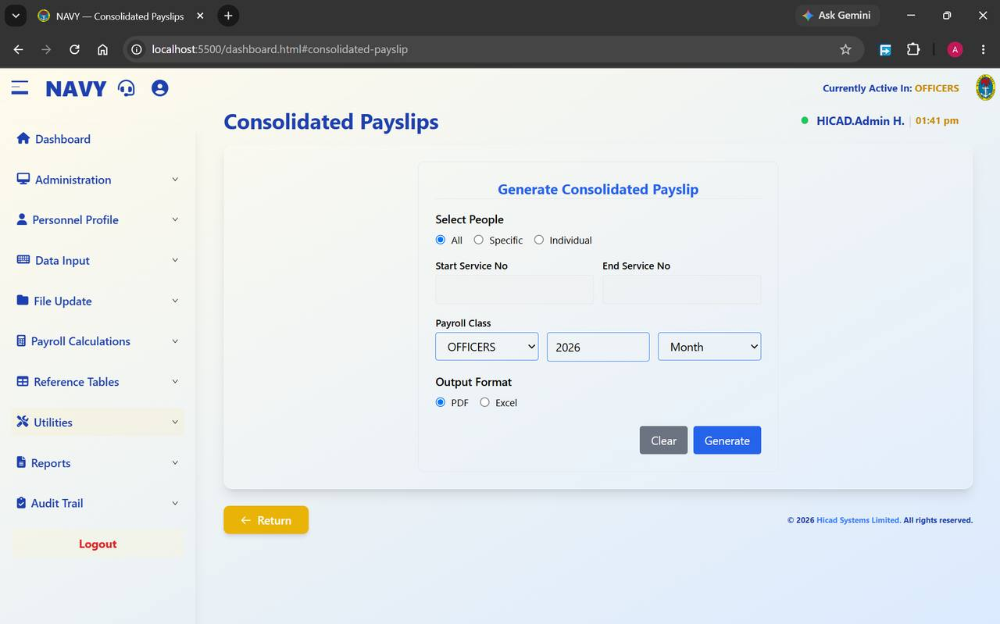 NAVY — Consolidated Payslips
Ask Gemini
localhost:5500/dashboard.html#consolidated-payslip
A
NAVY
Currently Active In: OFFICERS
Consolidated Payslips
HICAD.Admin H. | 01:41 pm
Dashboard
Administration
Personnel Profile
Data Input
File Update
Payroll Calculations
Reference Tables
Utilities
Reports
Audit Trail
Logout
Generate Consolidated Payslip
Select People
All Specific Individual
Start Service No End Service No
Payroll Class
OFFICERS 2026 Month
Output Format
PDF Excel
Clear Generate
Return
© 2026 Hicad Systems Limited. All rights reserved.